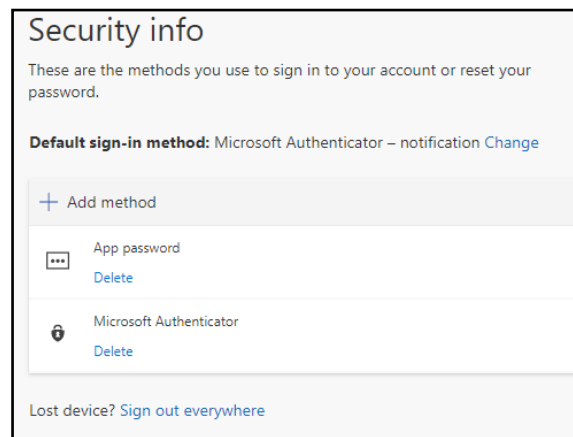 Security info
These are the methods you use to sign in to your account or reset your
password.
Default sign-in method: Microsoft Authenticator – notification Change
Add method
App password
Delete
Microsoft Authenticator
Delete
Lost device? Sign out everywhere